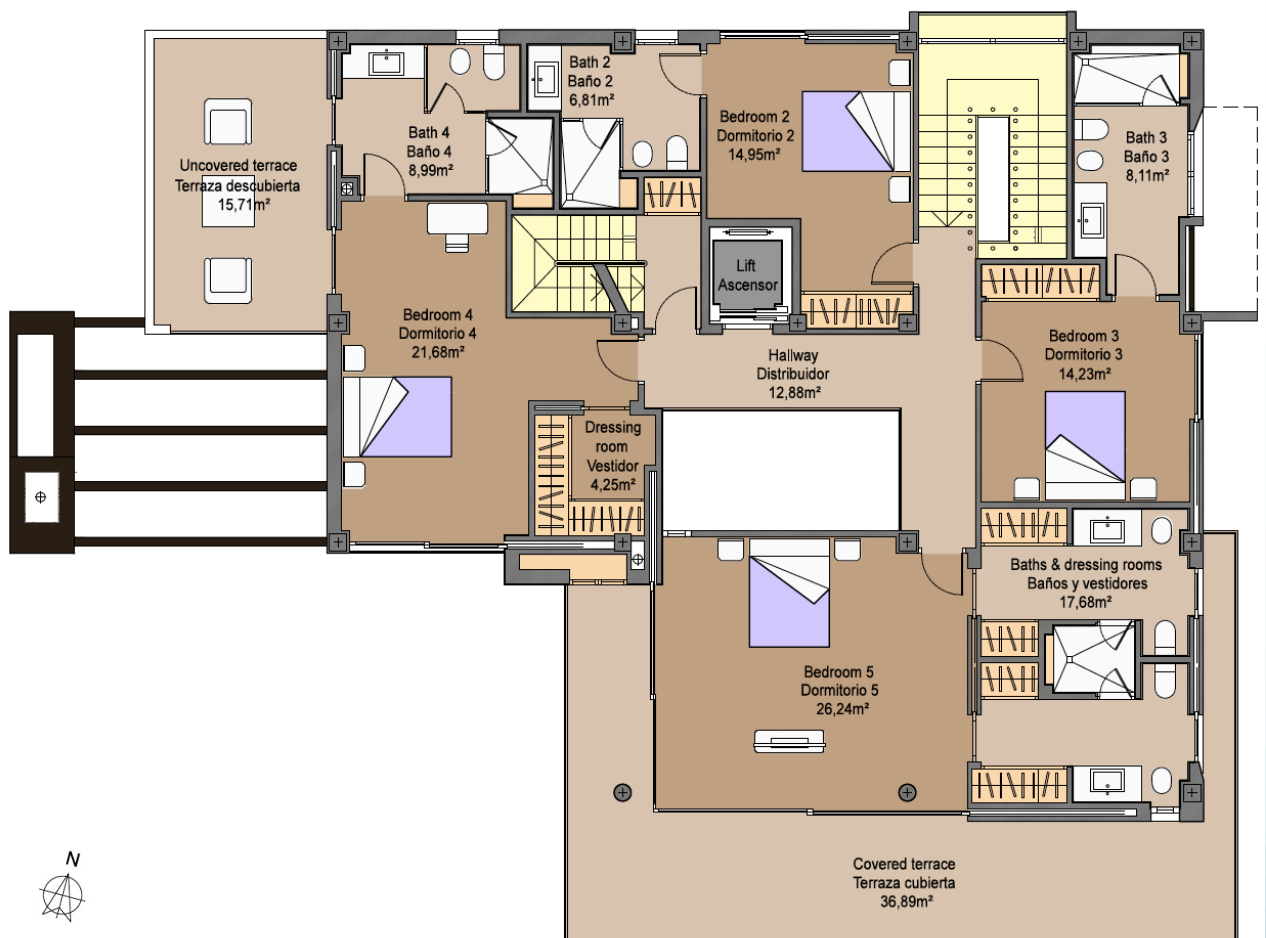 Bath 2
Baño 2
6,81m²
Bedroom 2
Dormitorio 2
14,95m²
Bath 4
Baño 4
8,99m²
Bath 3
Baño 3
8,11m²
Uncovered terrace
Terraza descubierta
15,71m²
Lift
Ascensor
Bedroom 4
Dormitorio 4
21,68m²
Hallway
Distribuidor
12,88m²
Bedroom 3
Dormitorio 3
14,23m²
Dressing
room
Vestidor
4,25m²
Baths & dressing rooms
Baños y vestidores
17,68m²
Bedroom 5
Dormitorio 5
26,24m²
Covered terrace
Terraza cubierta
36,89m²
N